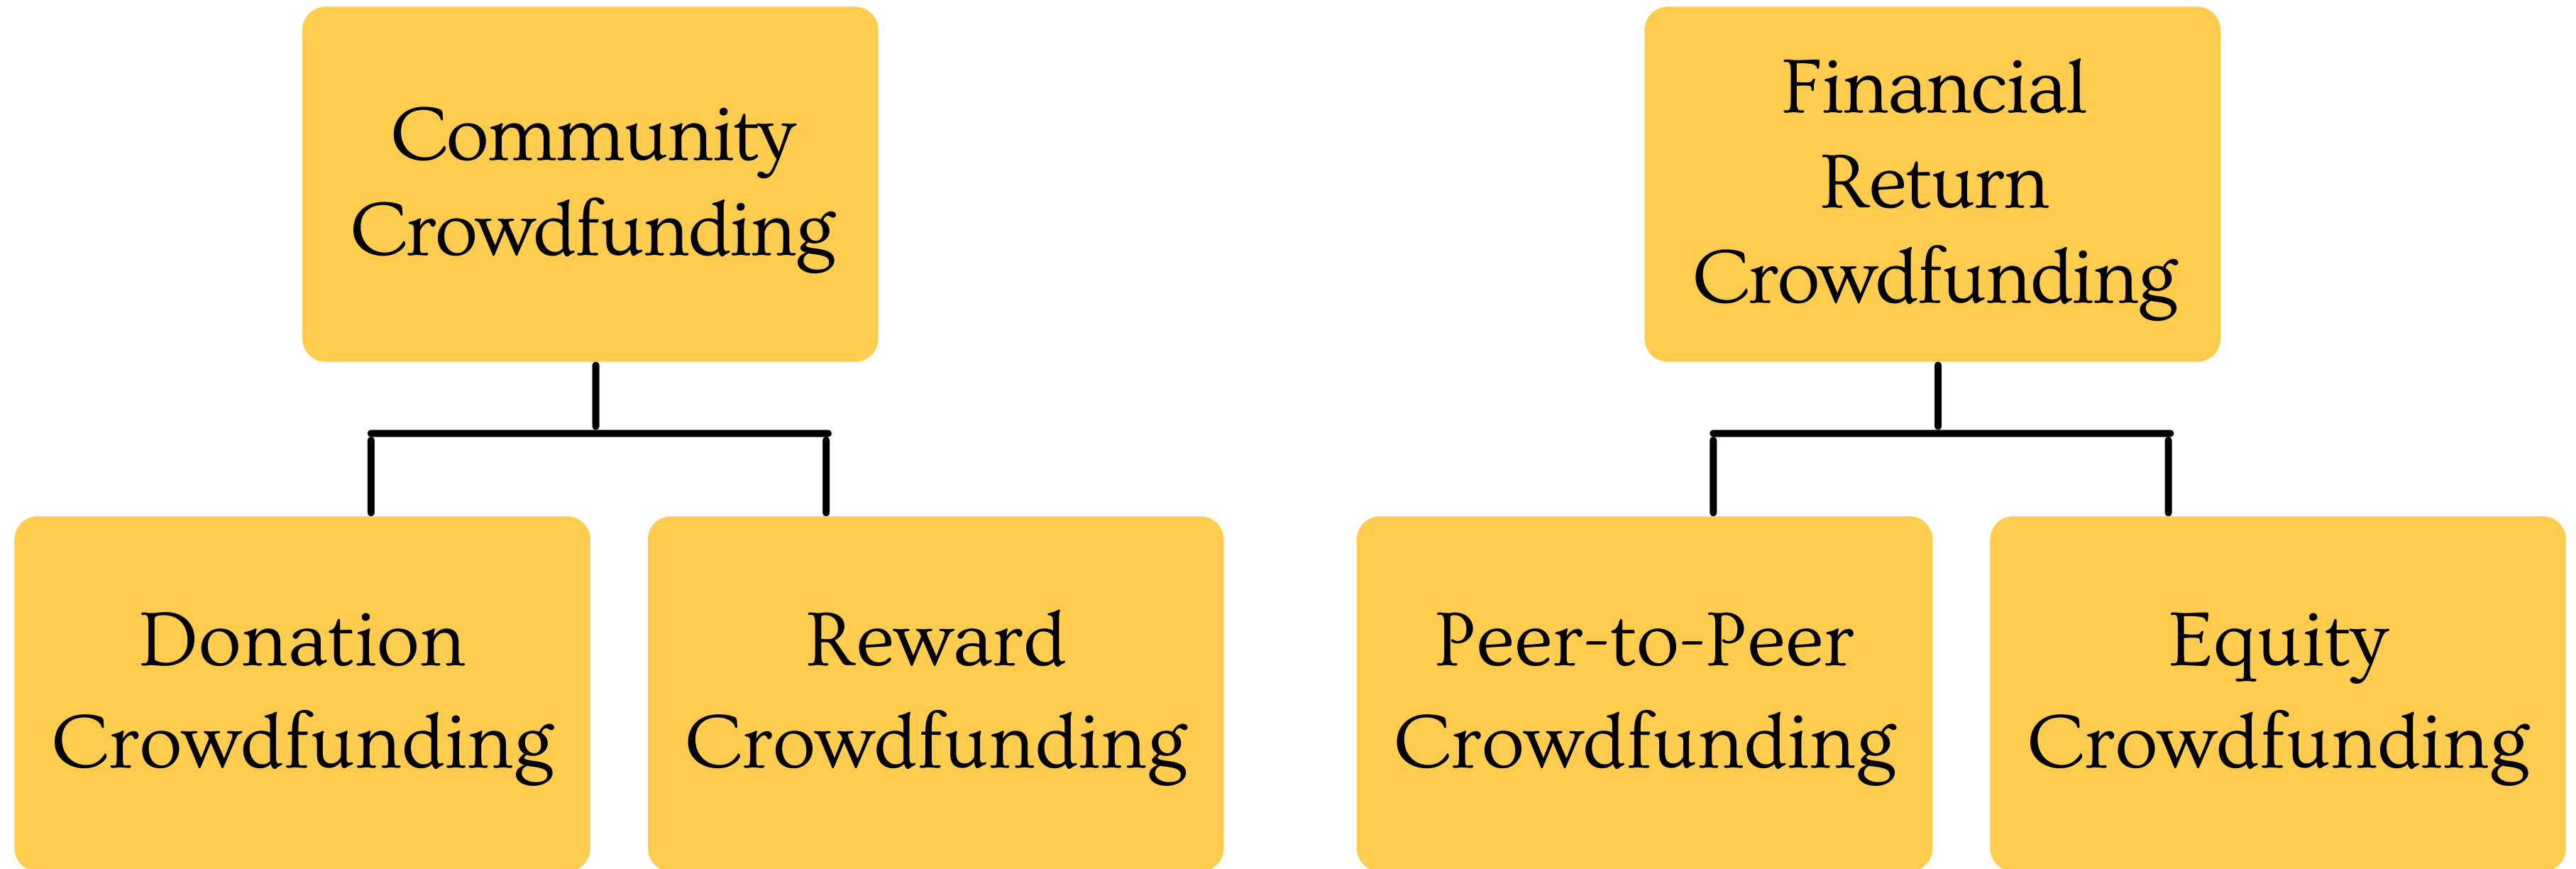 Community
Crowdfunding
Financial
Return
Crowdfunding
Donation
Crowdfunding
Reward
Crowdfunding
Peer-to-Peer
Crowdfunding
Equity
Crowdfunding